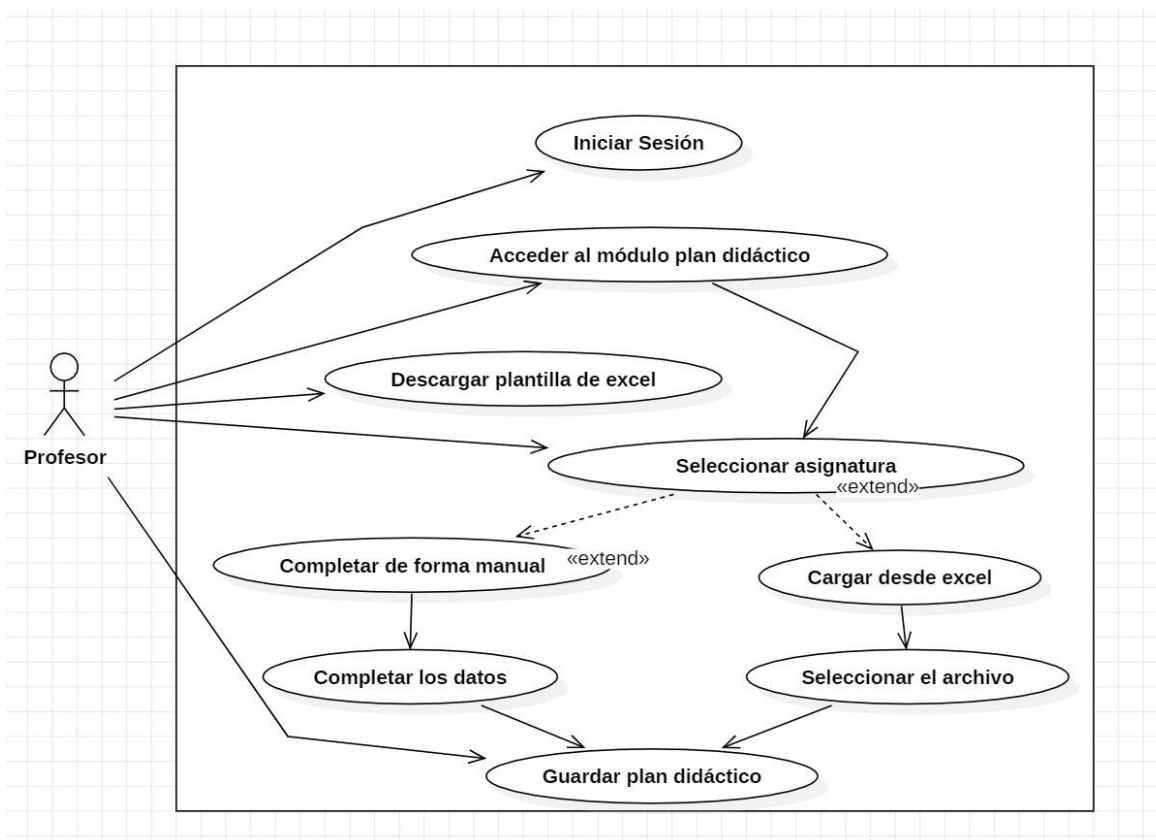 Iniciar Sesión
Acceder al módulo plan didáctico
Descargar plantilla de excel
Profesor
Seleccionar asignatura
«extend»
Completar de forma manual
«extend»
Cargar desde excel
Completar los datos
Seleccionar el archivo
Guardar plan didáctico